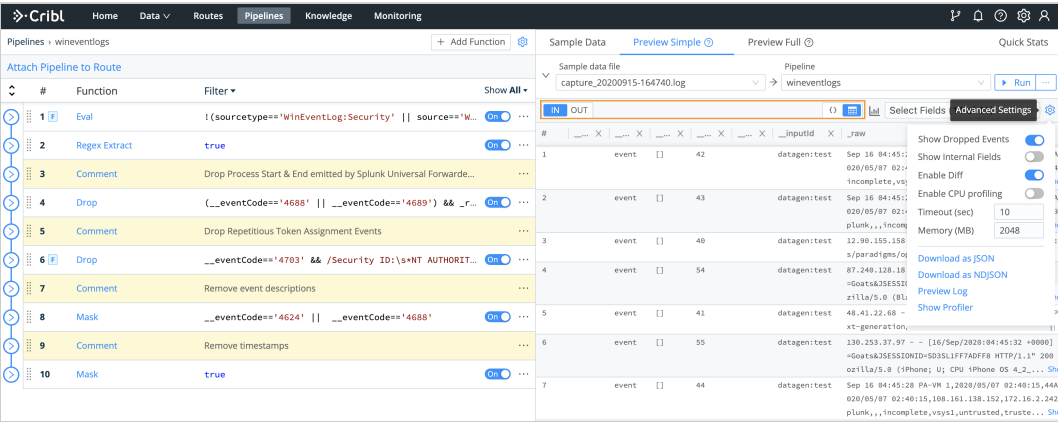 Cribl Home Data Routes Pipelines Knowledge Monitoring
Pipelines › wineventlogs
+ Add Function
Attach Pipeline to Route
# Function Filter Show All
1 F Eval !(sourcetype=='WinEventLog:Security' || source=='W... On ...
2 Regex Extract true On ...
3 Comment Drop Process Start & End emitted by Splunk Universal Forwarde... ...
4 Drop (__eventCode=='4688' || __eventCode=='4689') && _r... On ...
5 Comment Drop Repetitious Token Assignment Events ...
6 F Drop __eventCode=='4703' && /Security ID:\s*NT AUTHORIT... On ...
7 Comment Remove event descriptions ...
8 Mask __eventCode=='4624' || __eventCode=='4688' On ...
9 Comment Remove timestamps ...
10 Mask true On ...
Sample Data Preview Simple Preview Full Quick Stats
Sample data file Pipeline
capture_20200915-164740.log → wineventlogs Run ...
IN OUT {} Select Fields Advanced Settings
# __... X __... X __... X __... X __inputId X _raw
1 event [] 42 datagen:test Sep 16 04:45:
020/05/07 02:
incomplete,vsy
2 event [] 43 datagen:test Sep 16 04:45:
020/05/07 02:
plunk,,,incomp
3 event [] 40 datagen:test 12.90.155.158
s/paradigms/op
4 event [] 54 datagen:test 87.240.128.18
=Goats&JSESSIO
zilla/5.0 (Bla
5 event [] 41 datagen:test 48.41.22.68 -
xt-generation,
6 event [] 55 datagen:test 130.253.37.97 - - [16/Sep/2020:04:45:32 +0000]
=Goats&JSESSIONID=SD3SL1FF7ADFF8 HTTP/1.1" 200
ozilla/5.0 (iPhone; U; CPU iPhone OS 4_2_... Sho
7 event [] 44 datagen:test Sep 16 04:45:28 PA-VM 1,2020/05/07 02:40:15,44A
020/05/07 02:40:15,108.161.138.152,172.16.2.242
plunk,,,incomplete,vsys1,untrusted,truste... Sho
Show Dropped Events
Show Internal Fields
Enable Diff
Enable CPU profiling
Timeout (sec) 10
Memory (MB) 2048
Download as JSON
Download as NDJSON
Preview Log
Show Profiler